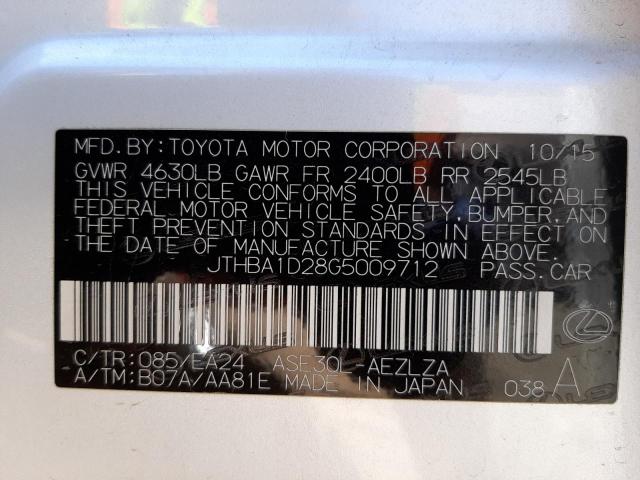 MFD. BY: TOYOTA MOTOR CORPORATION 10/15
GVWR 4630LB GAWR FR 2400LB RR 2545LB
THIS VEHICLE CONFORMS TO ALL APPLICABLE
FEDERAL MOTOR VEHICLE SAFETY, BUMPER, AND
THEFT PREVENTION STANDARDS IN EFFECT ON
THE DATE OF MANUFACTURE SHOWN ABOVE.
JTHBA1D28G5009712 PASS. CAR
C/TR: 085/EA24 ASE30L-AEZLZA
A/TM: B07A/AA81E MADE IN JAPAN 038 A